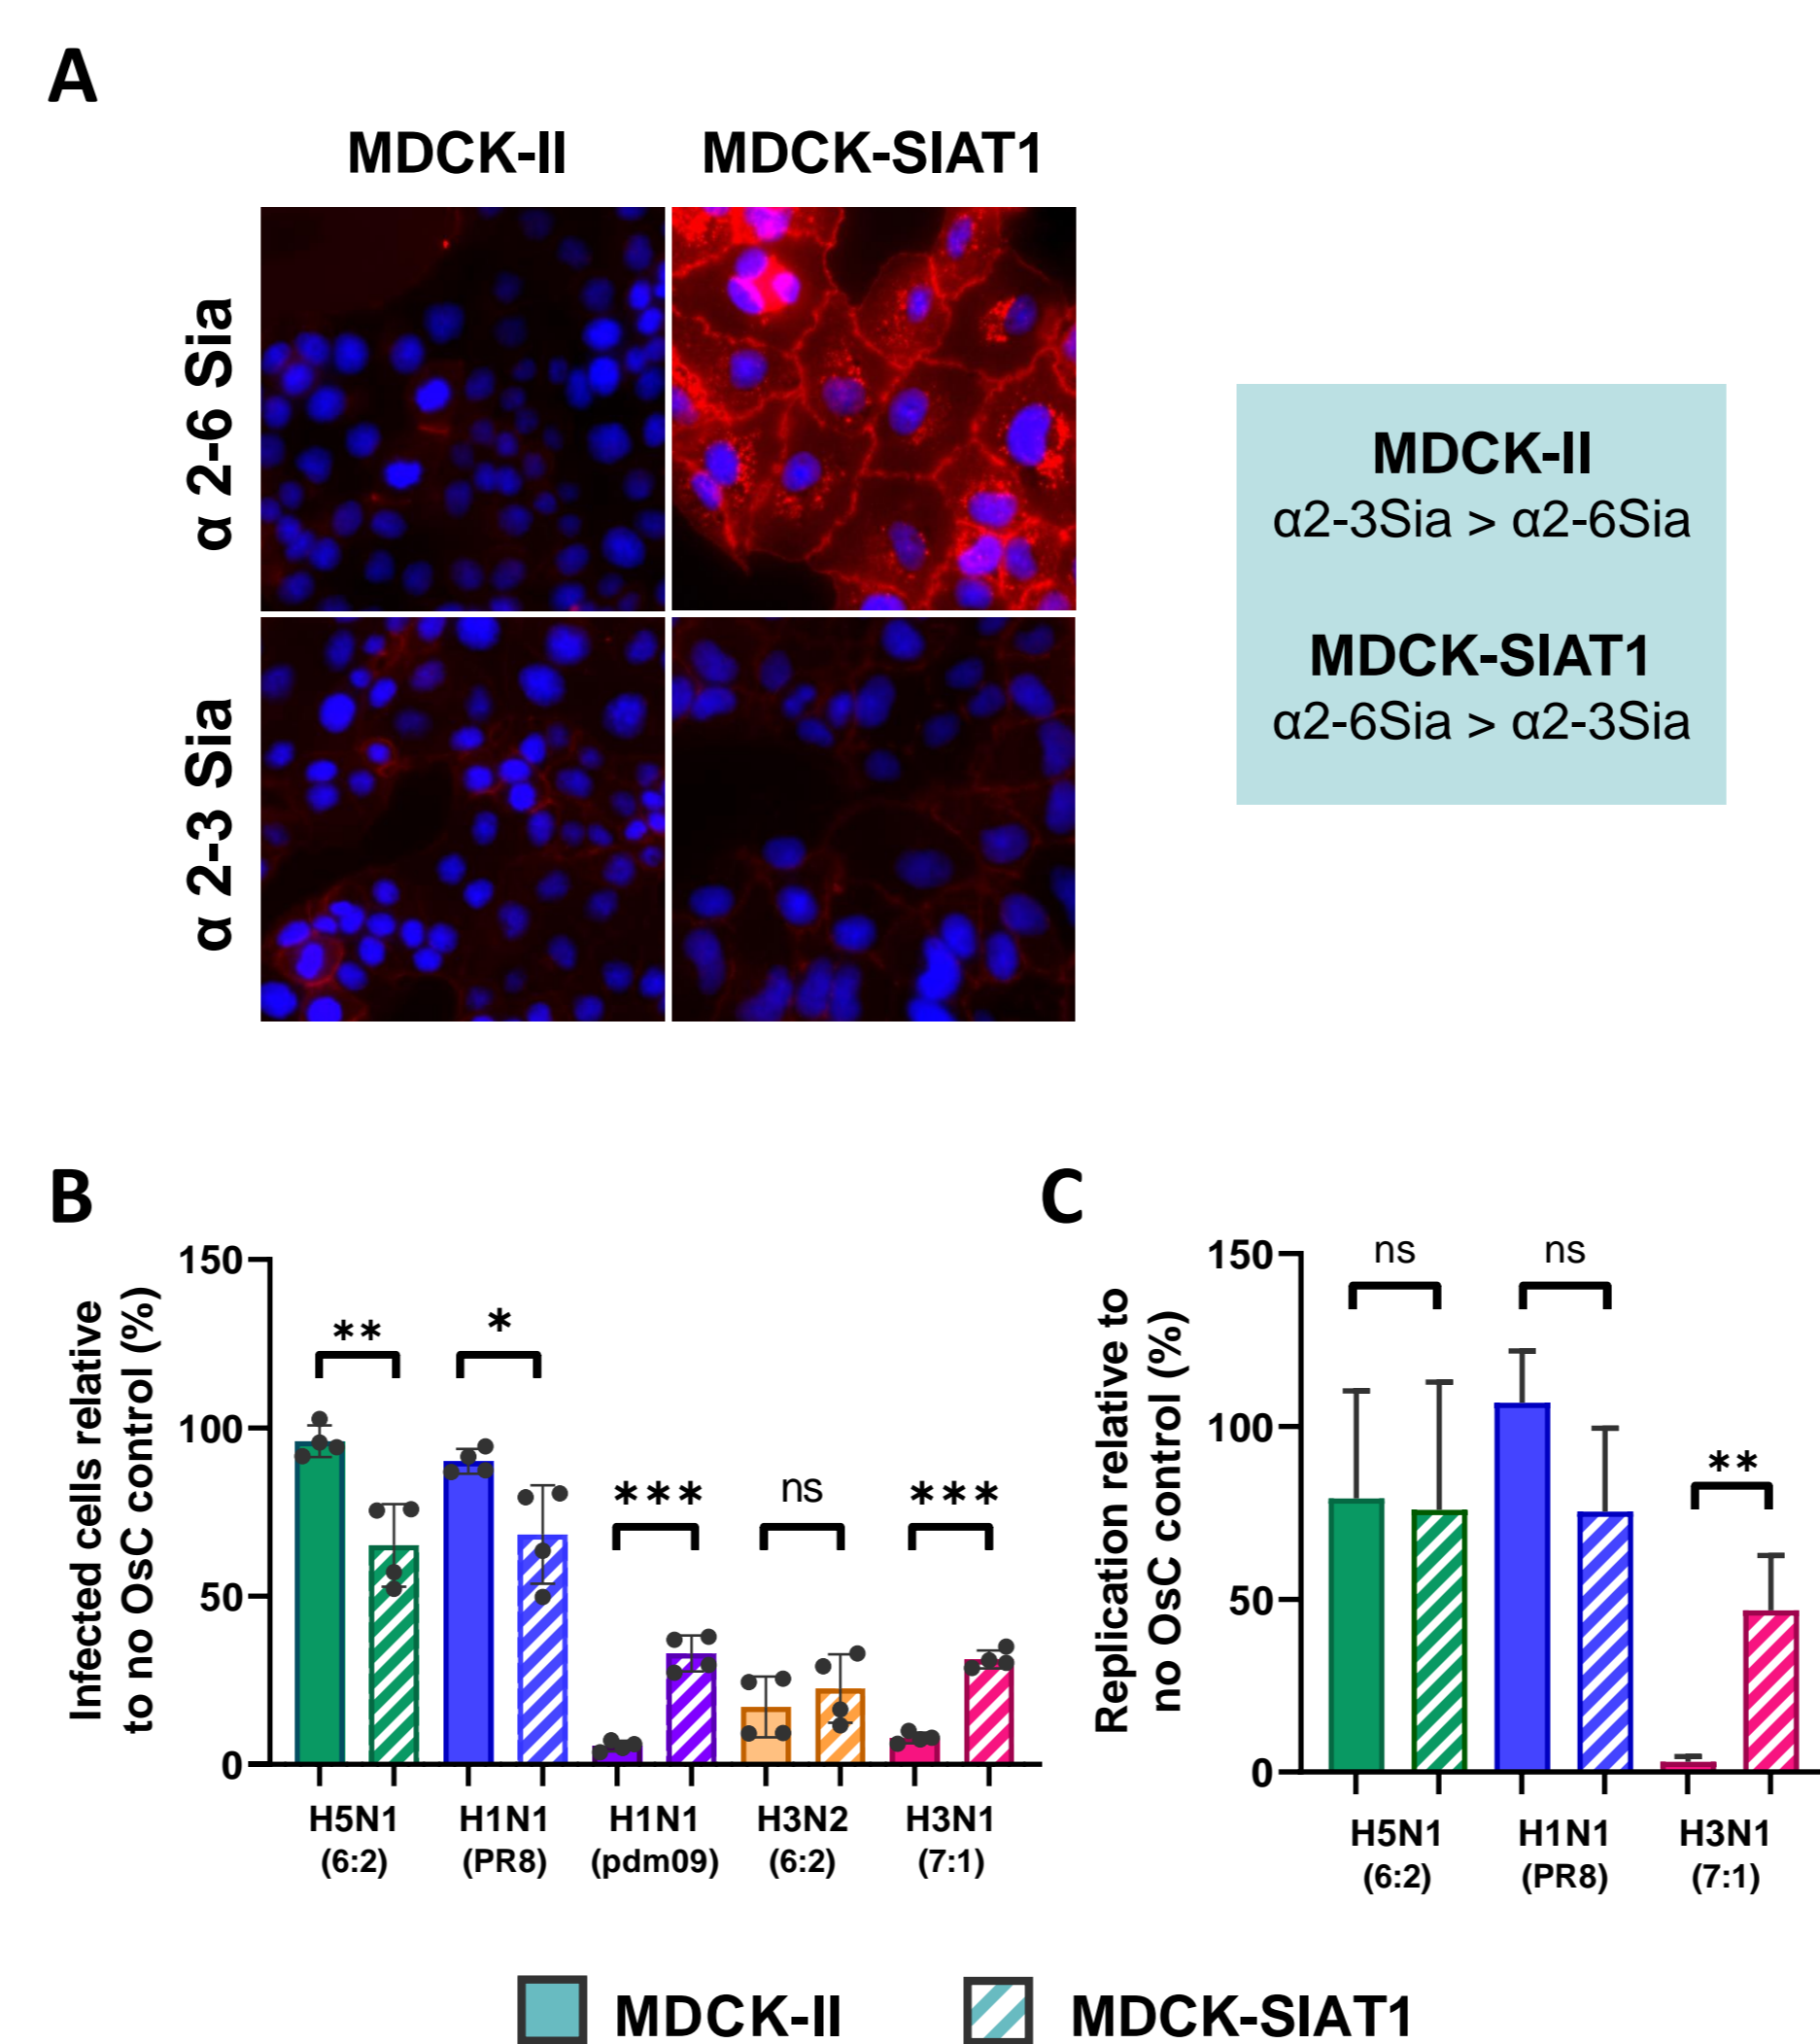 A
MDCK-II MDCK-SIAT1
α 2-6 Sia
α 2-3 Sia
MDCK-II
α2-3Sia > α2-6Sia
MDCK-SIAT1
α2-6Sia > α2-3Sia
B
Infected cells relative
to no OsC control (%)
150
100
50
0
** * *** ns ***
H5N1 H1N1 H1N1 H3N2 H3N1
(6:2) (PR8) (pdm09) (6:2) (7:1)
C
Replication relative to
no OsC control (%)
150
100
50
0
ns ns **
H5N1 H1N1 H3N1
(6:2) (PR8) (7:1)
MDCK-II MDCK-SIAT1